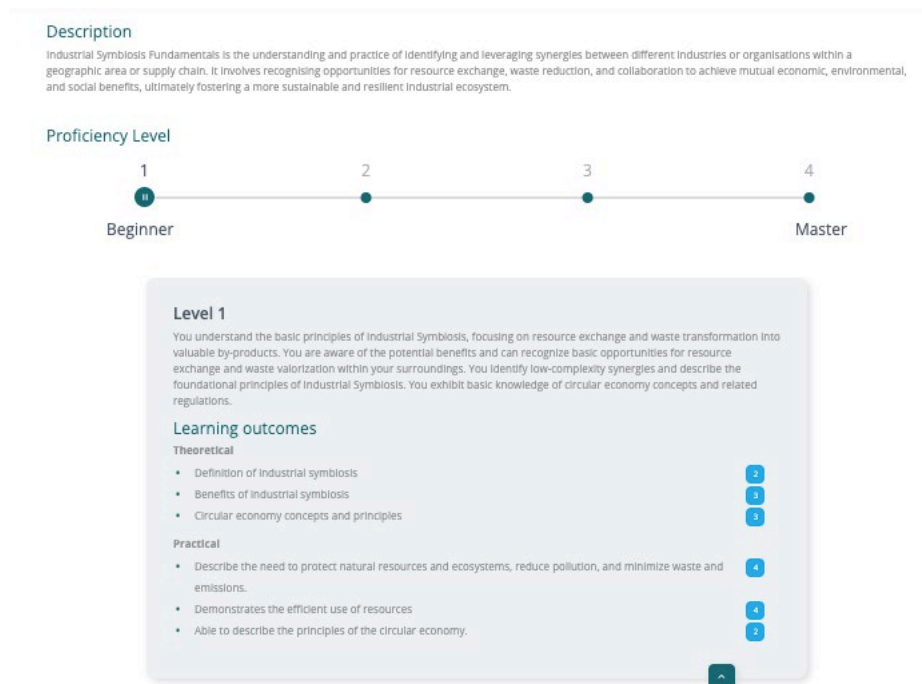 Description
Industrial Symbiosis Fundamentals is the understanding and practice of identifying and leveraging synergies between different industries or organisations within a
geographic area or supply chain. It involves recognising opportunities for resource exchange, waste reduction, and collaboration to achieve mutual economic, environmental,
and social benefits, ultimately fostering a more sustainable and resilient industrial ecosystem.
Proficiency Level
1 2 3 4
Beginner Master
Level 1
You understand the basic principles of Industrial Symbiosis, focusing on resource exchange and waste transformation into
valuable by-products. You are aware of the potential benefits and can recognize basic opportunities for resource
exchange and waste valorization within your surroundings. You identify low-complexity synergies and describe the
foundational principles of Industrial Symbiosis. You exhibit basic knowledge of circular economy concepts and related
regulations.
Learning outcomes
Theoretical
• Definition of industrial symbiosis 2
• Benefits of industrial symbiosis 3
• Circular economy concepts and principles 3
Practical
• Describe the need to protect natural resources and ecosystems, reduce pollution, and minimize waste and 4
emissions.
• Demonstrates the efficient use of resources 4
• Able to describe the principles of the circular economy. 2